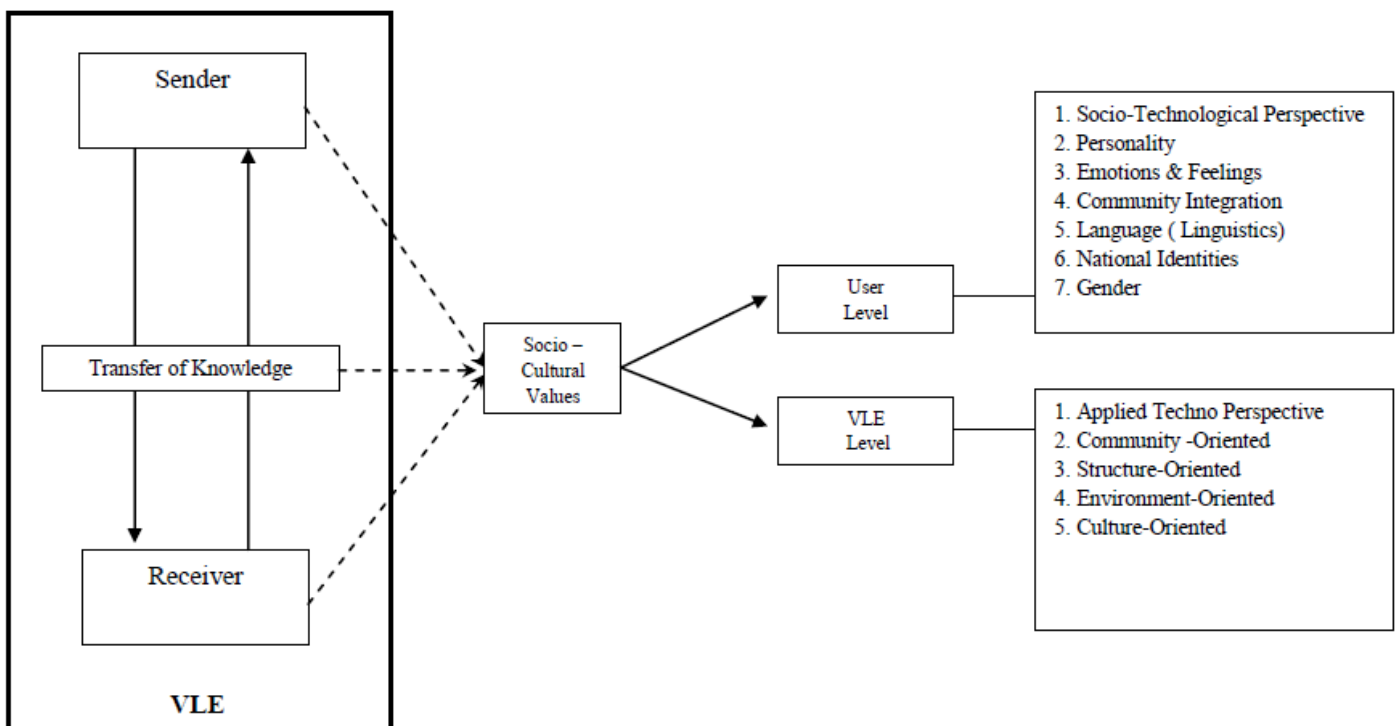 Sender
Transfer of Knowledge
Receiver
VLE
Socio –
Cultural
Values
User
Level
VLE
Level
1. Socio-Technological Perspective
2. Personality
3. Emotions & Feelings
4. Community Integration
5. Language ( Linguistics)
6. National Identities
7. Gender
1. Applied Techno Perspective
2. Community -Oriented
3. Structure-Oriented
4. Environment-Oriented
5. Culture-Oriented